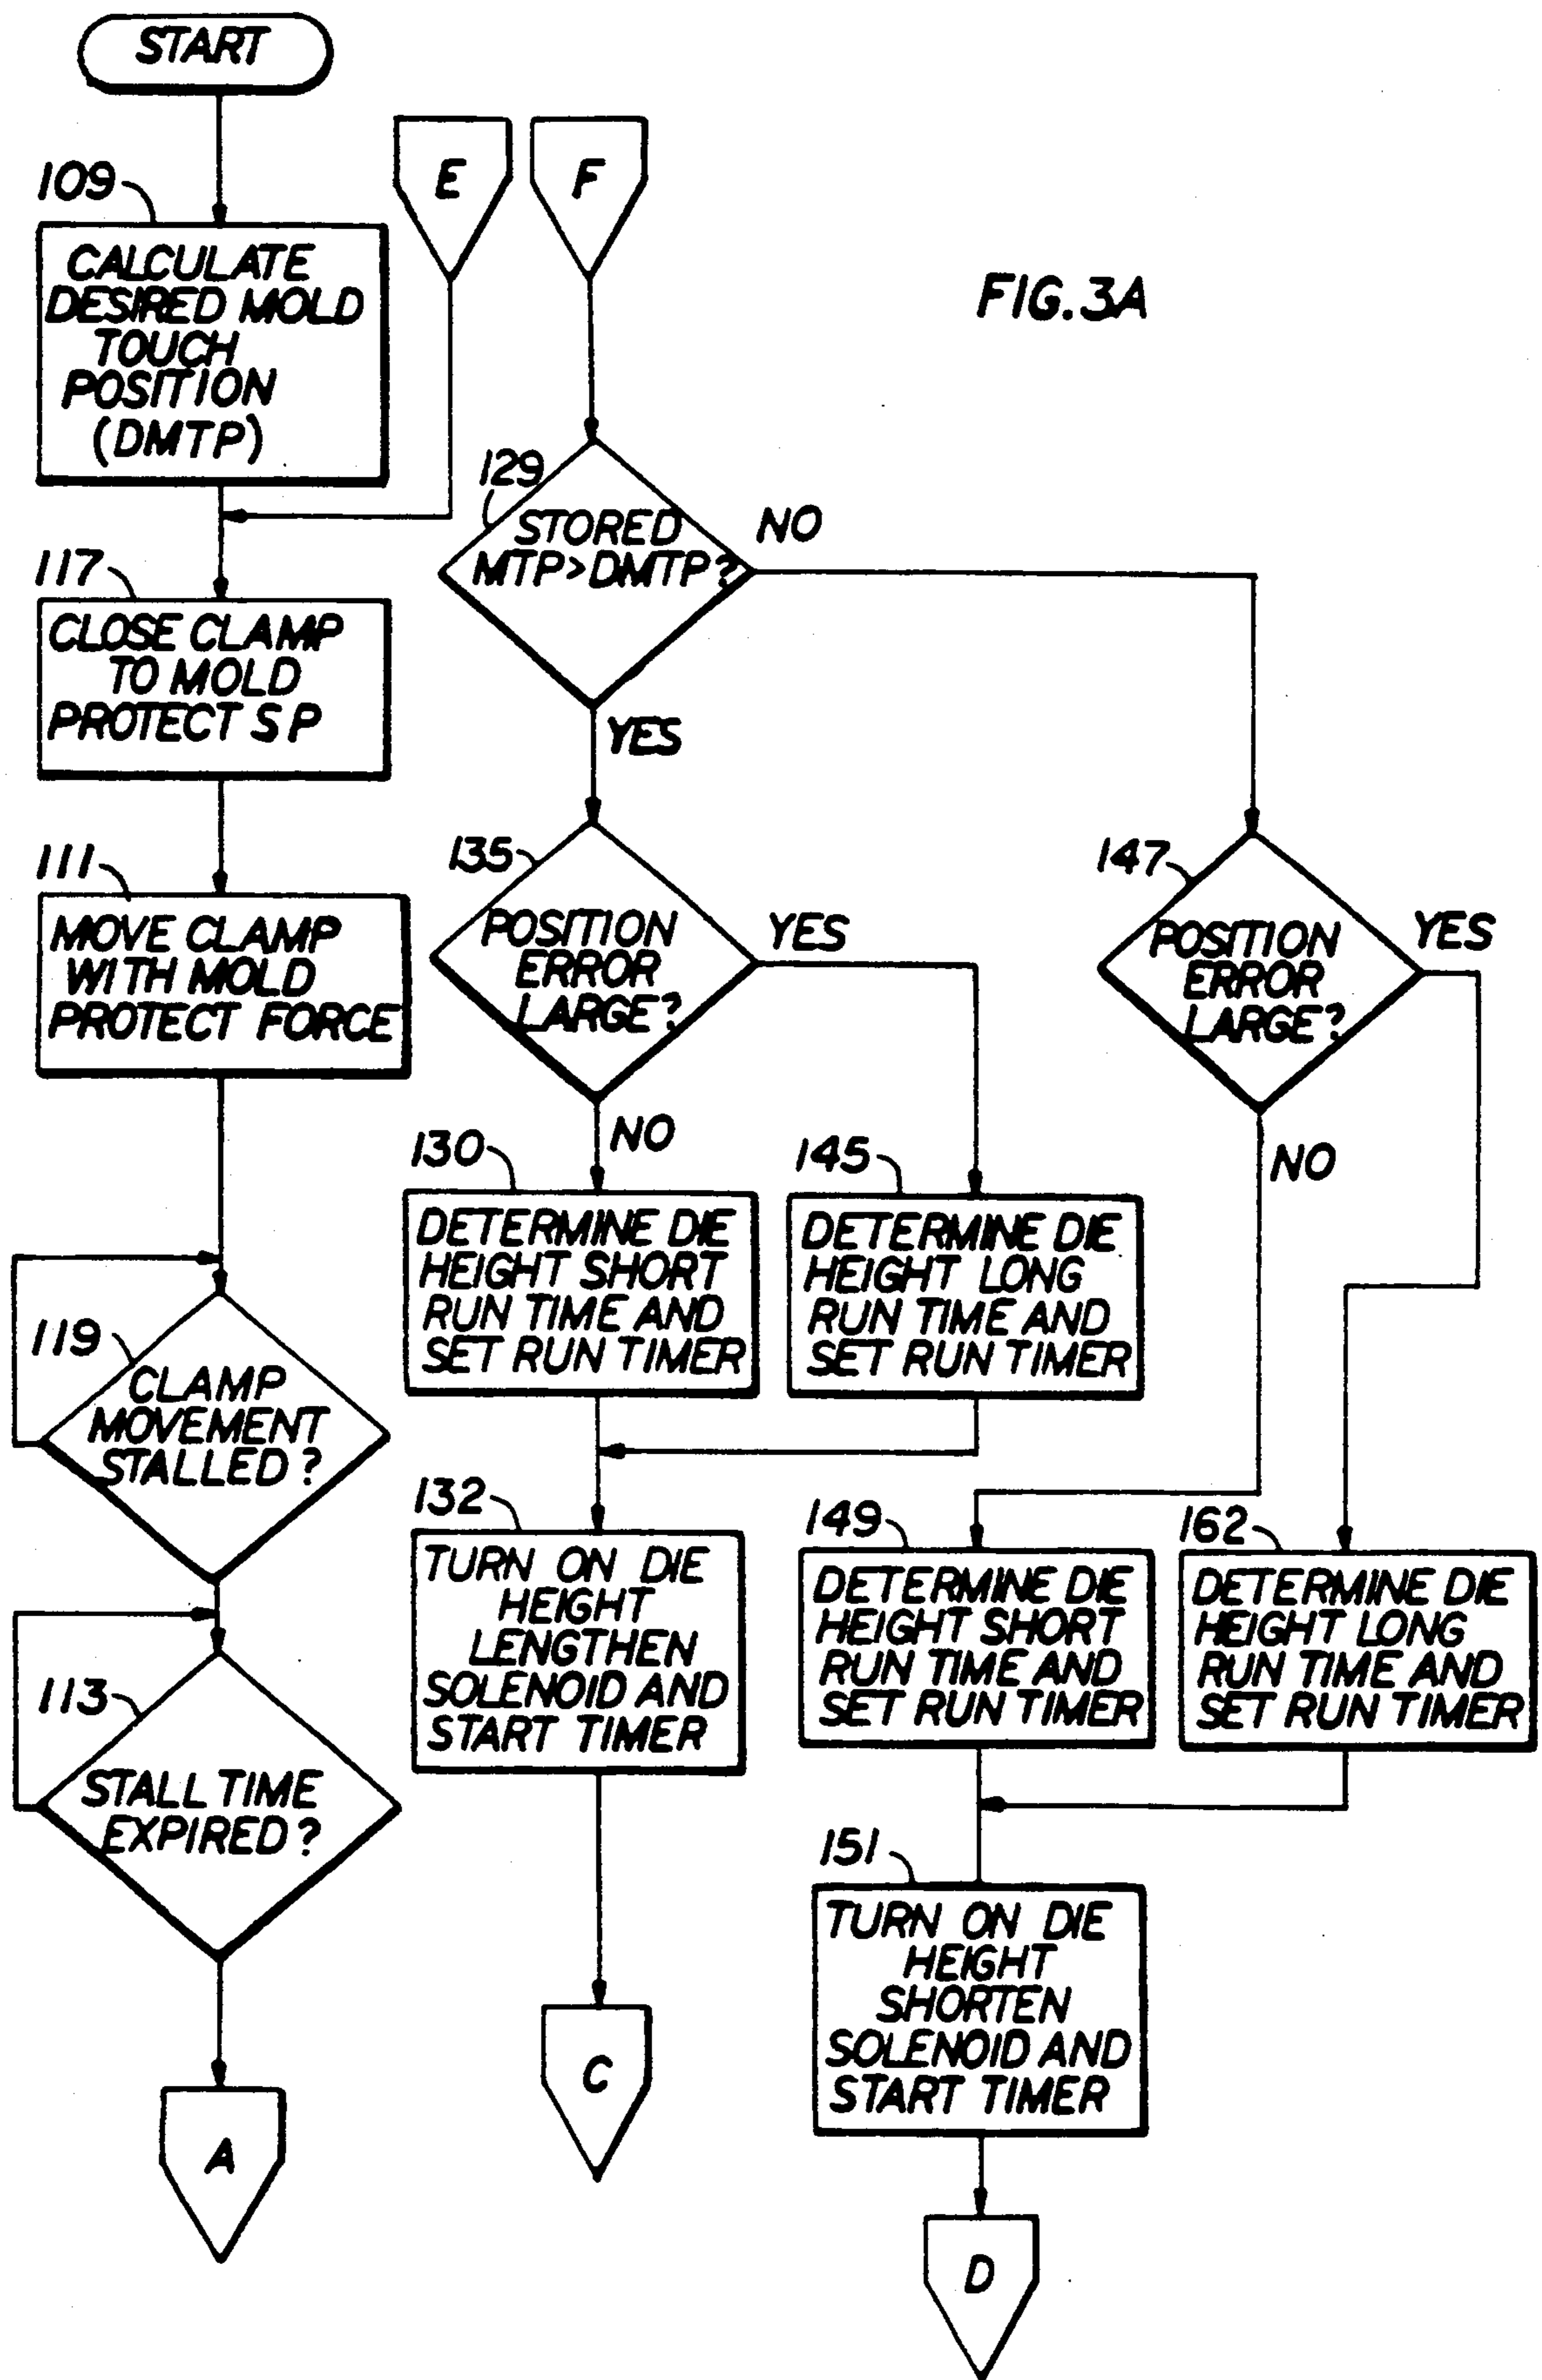 START
109
CALCULATE
DESIRED MOLD
TOUCH
POSITION
(DMTP)
117
CLOSE CLAMP
TO MOLD
PROTECT S P
111
MOVE CLAMP
WITH MOLD
PROTECT FORCE
119
CLAMP
MOVEMENT
STALLED?
113
STALL TIME
EXPIRED?
A
E
F
FIG.3A
129
STORED
MTP>DMTP?
NO
YES
135
POSITION
ERROR
LARGE?
YES
NO
130
DETERMINE DIE
HEIGHT SHORT
RUN TIME AND
SET RUN TIMER
145
DETERMINE DIE
HEIGHT LONG
RUN TIME AND
SET RUN TIMER
132
TURN ON DIE
HEIGHT
LENGTHEN
SOLENOID AND
START TIMER
C
147
POSITION
ERROR
LARGE?
YES
NO
149
DETERMINE DIE
HEIGHT SHORT
RUN TIME AND
SET RUN TIMER
162
DETERMINE DIE
HEIGHT LONG
RUN TIME AND
SET RUN TIMER
151
TURN ON DIE
HEIGHT
SHORTEN
SOLENOID AND
START TIMER
D